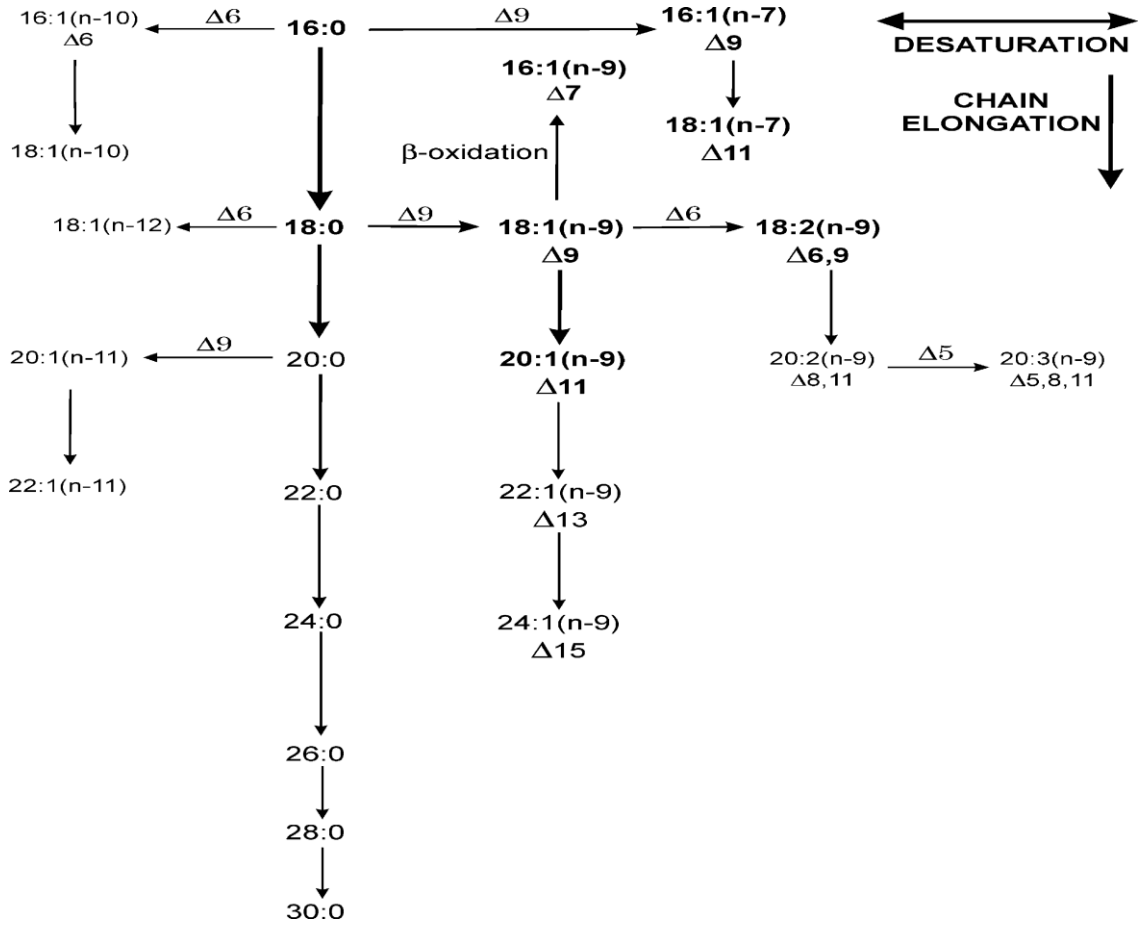 16:1(n-10)
Δ6
Δ6
16:0
Δ9
16:1(n-7)
Δ9
DESATURATION
16:1(n-9)
Δ7
CHAIN
ELONGATION
18:1(n-10)
β-oxidation
18:1(n-7)
Δ11
18:1(n-12)
Δ6
18:0
Δ9
18:1(n-9)
Δ9
Δ6
18:2(n-9)
Δ6,9
20:1(n-11)
Δ9
20:0
20:1(n-9)
Δ11
20:2(n-9)
Δ8,11
Δ5
20:3(n-9)
Δ5,8,11
22:1(n-11)
22:0
22:1(n-9)
Δ13
24:0
24:1(n-9)
Δ15
26:0
28:0
30:0